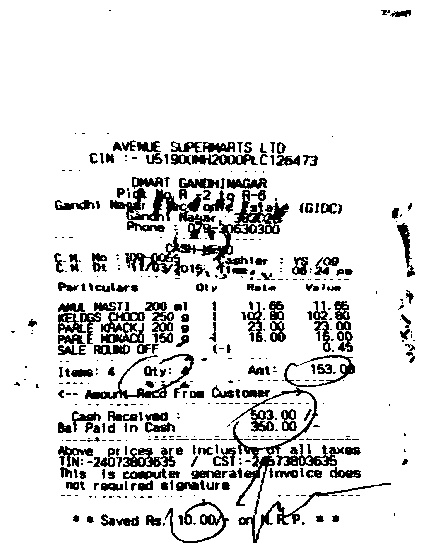 AVENUE SUPERMARTS LTD
CIN :- U51900MH2000PLC126473
DMART GANDHINAGAR
Plot No R -2 to R-6
Gandhi Nagar Electronic Estate (GIDC)
Gandhi Nagar,
Phone : 079-30630300
CASH MEMO
C.M. No : Cashier : YS /09
C.M. Dt : 11/03/2015 Time : 06:24 pm
Particulars Qty Rate Value
AMUL MASTI 200 ml 1 11.65 11.65
KELOGS CHOCO 250 g 1 102.80 102.80
PARLE KRACKJ 200 g 1 23.00 23.00
PARLE MONACO 150 g 1 16.00 16.00
SALE ROUND OFF (-) 0.45
Items: 4 Qty: 4 Amt: 153.00
<-- Amount Recd From Customer
Cash Received : 503.00 /-
Bal Paid in Cash 350.00 -
Above prices are inclusive of all taxes
TIN:-24073803635 / CST:-24573803635
This is computer generated invoice does
not required signature
* * Saved Rs. 10.00/- on M.R.P. * *